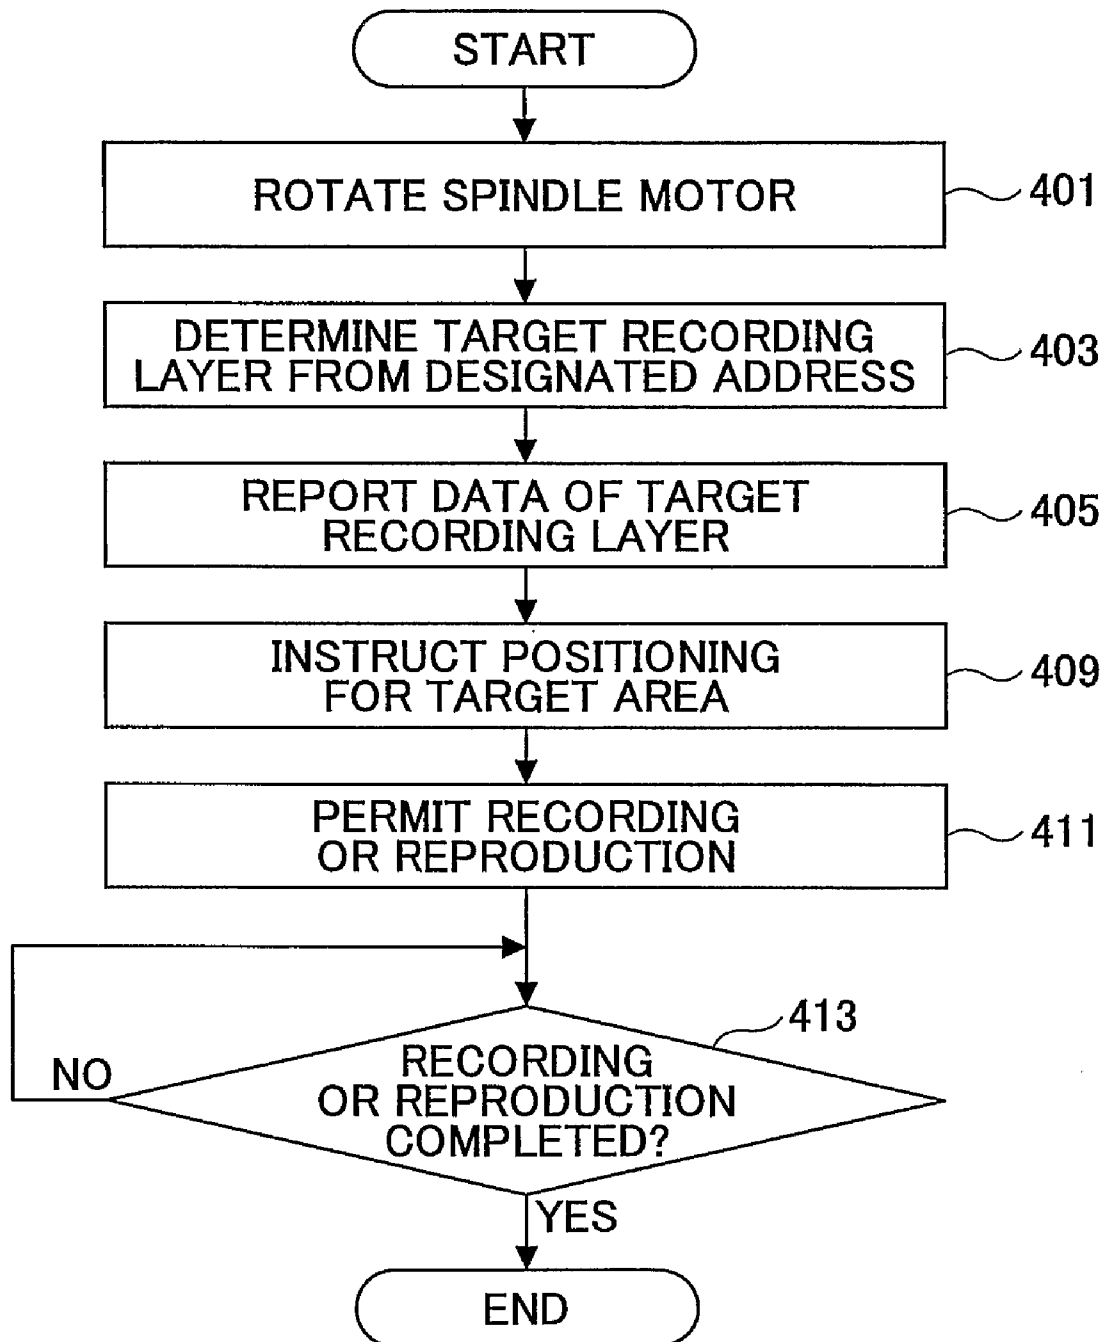 START
ROTATE SPINDLE MOTOR
401
DETERMINE TARGET RECORDING
LAYER FROM DESIGNATED ADDRESS
403
REPORT DATA OF TARGET
RECORDING LAYER
405
INSTRUCT POSITIONING
FOR TARGET AREA
409
PERMIT RECORDING
OR REPRODUCTION
411
413
RECORDING
OR REPRODUCTION
COMPLETED?
NO
YES
END